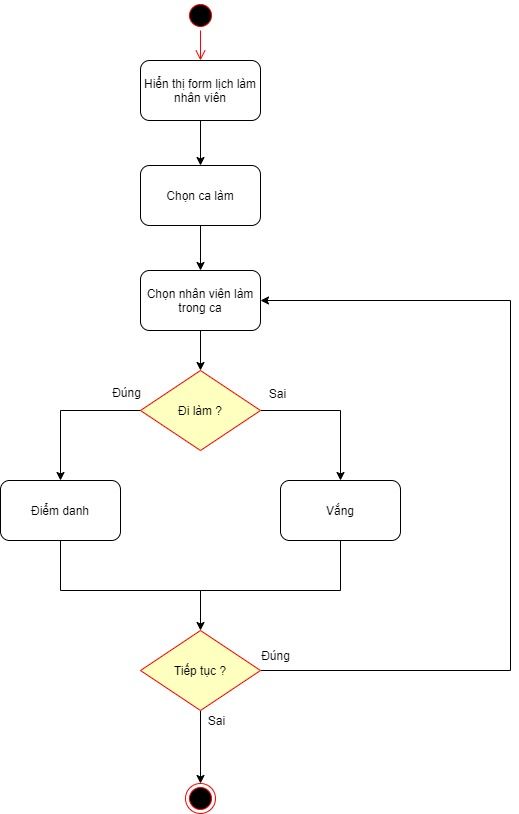 Hiển thị form lịch làm
nhân viên
Chọn ca làm
Chọn nhân viên làm
trong ca
Đúng
Đi làm ?
Sai
Điểm danh
Vắng
Tiếp tục ?
Đúng
Sai